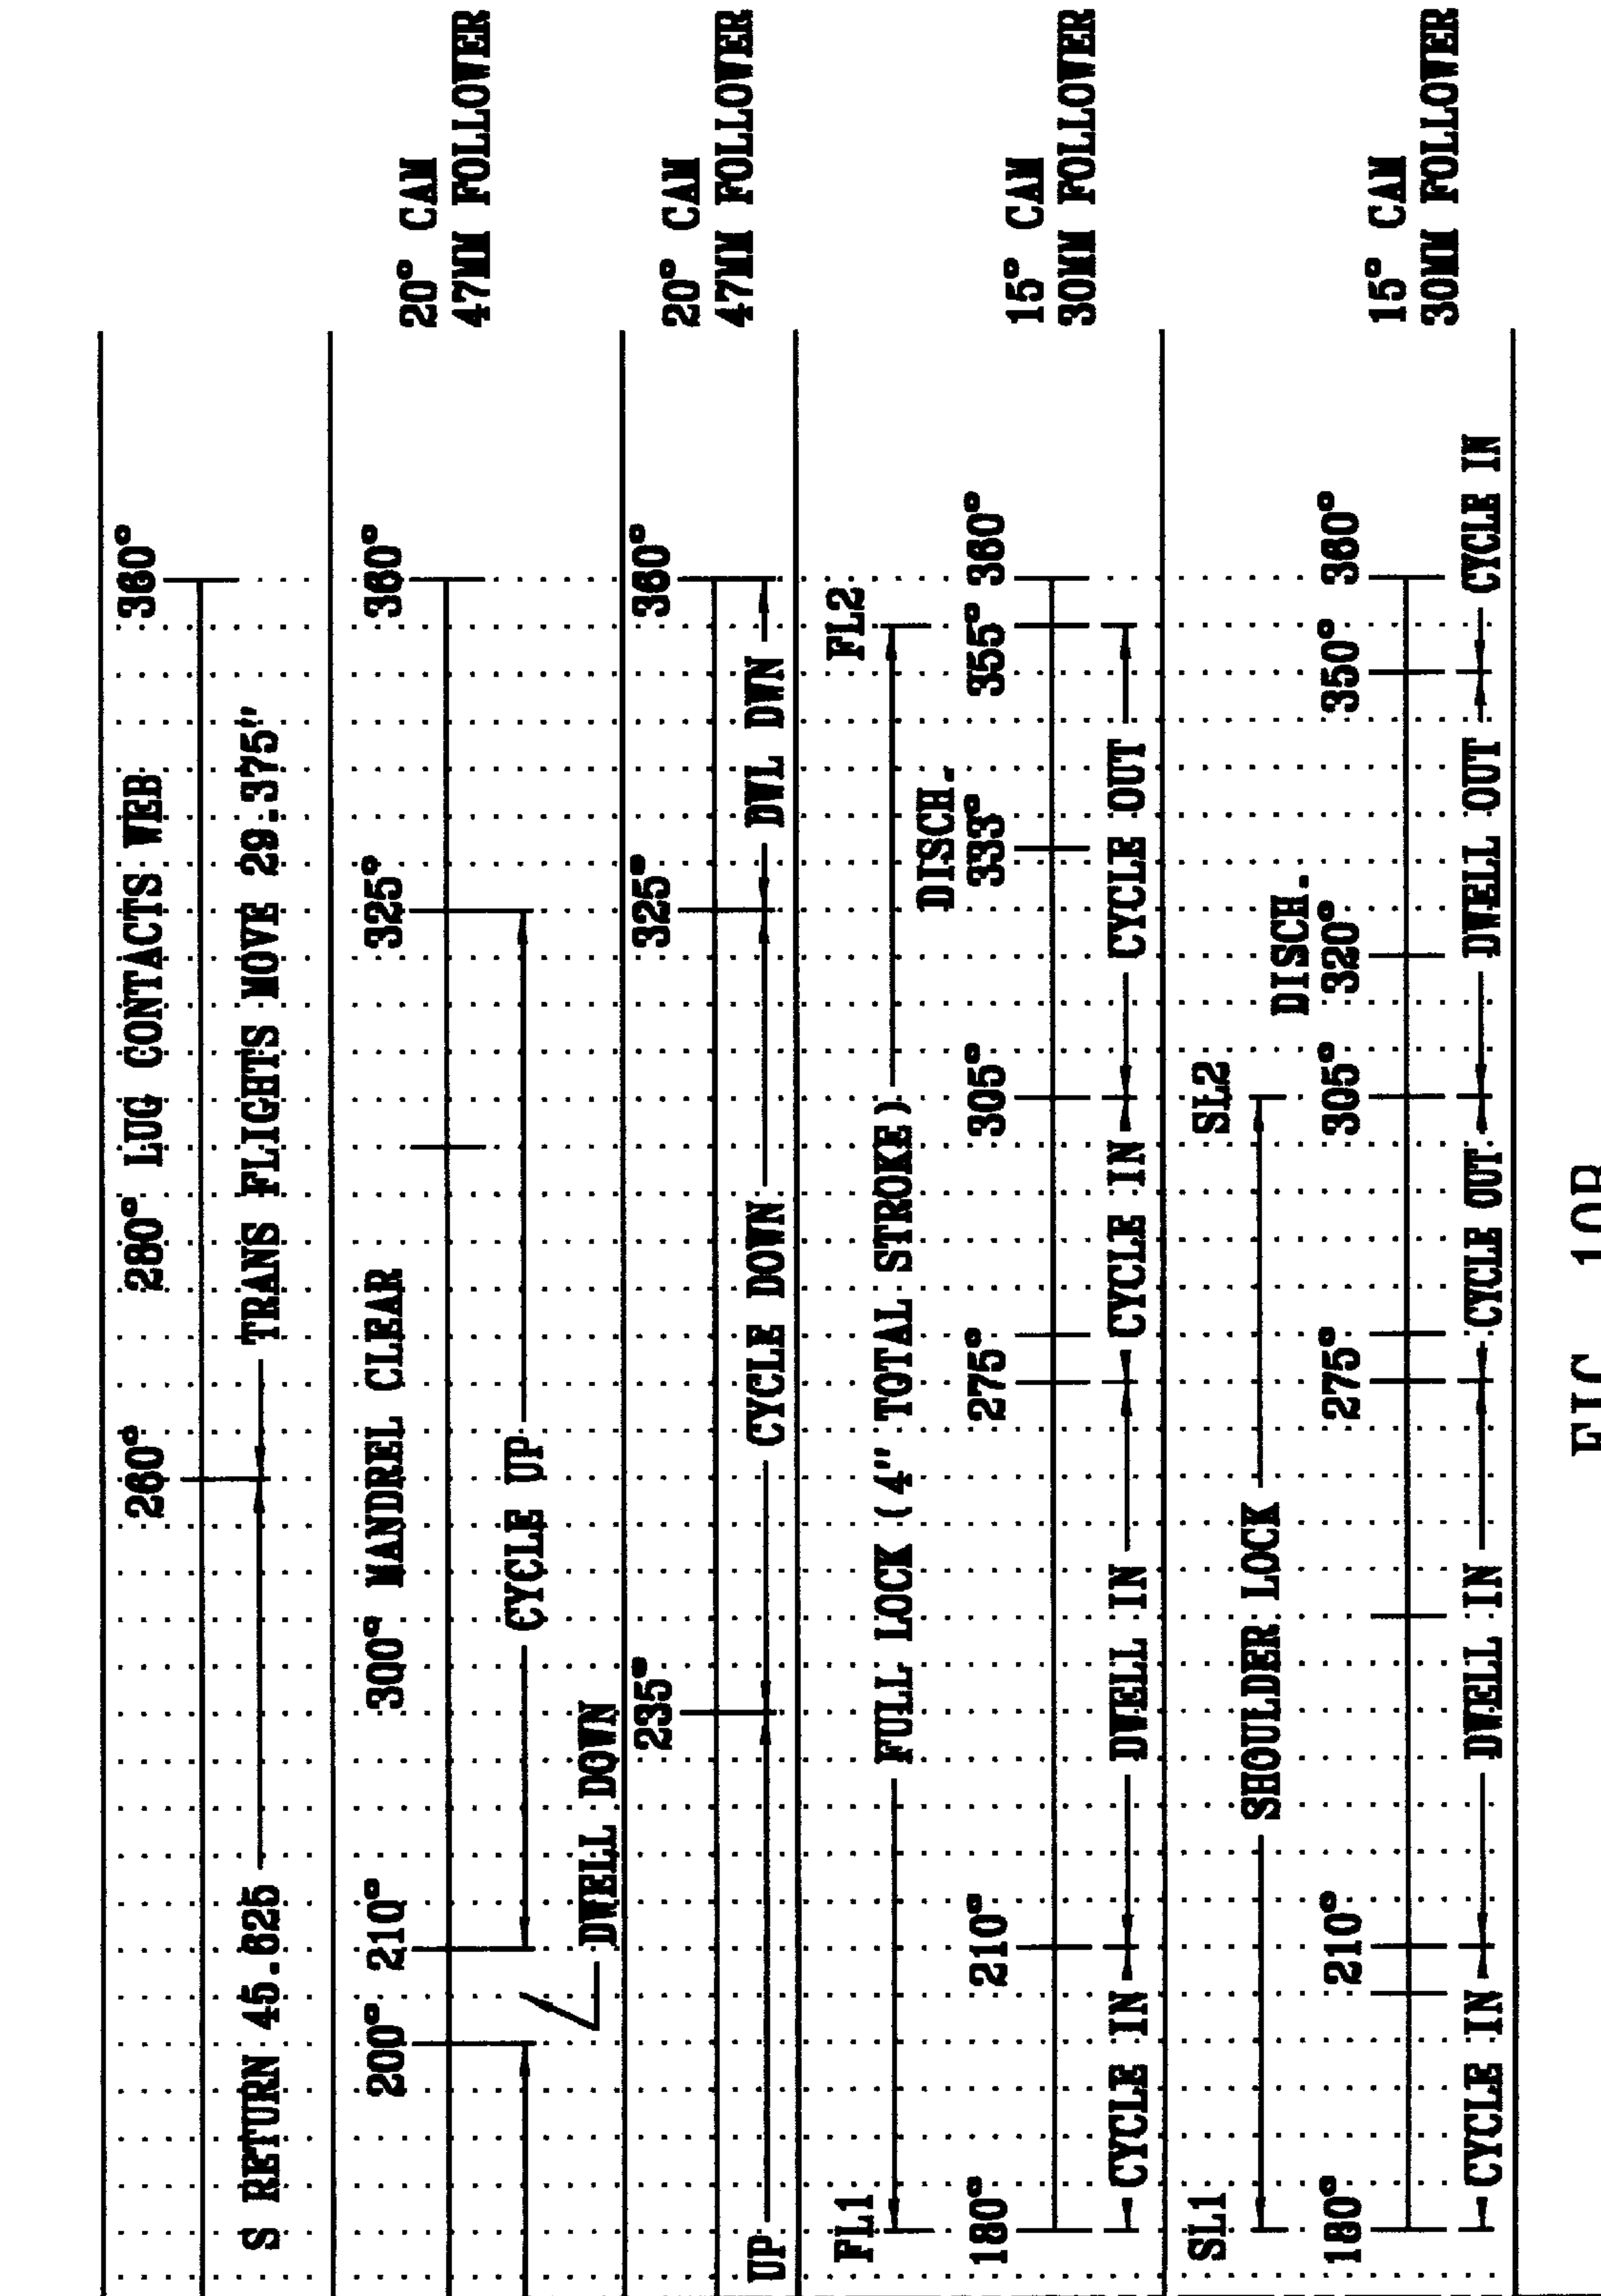 280° LUG CONTACTS WEB
260°
360°
S RETURN 45.625
TRANS FLIGHTS MOVE 29.375"
300° MANDREL CLEAR
200°
210°
325°
360°
20° CAM
47MM FOLLOWER
CYCLE UP
DWELL DOWN
235°
325°
360°
20° CAM
47MM FOLLOWER
UP
CYCLE DOWN
DWL DWN
FL1
FL2
FULL LOCK (4" TOTAL STROKE)
DISCH.
180°
210°
275°
305°
333°
355°
360°
15° CAM
30MM FOLLOWER
CYCLE IN
DWELL IN
CYCLE IN
CYCLE OUT
SL1
SL2
SHOULDER LOCK
DISCH.
180°
210°
275°
305°
320°
350°
360°
15° CAM
30MM FOLLOWER
CYCLE IN
DWELL IN
CYCLE OUT
DWELL OUT
CYCLE IN